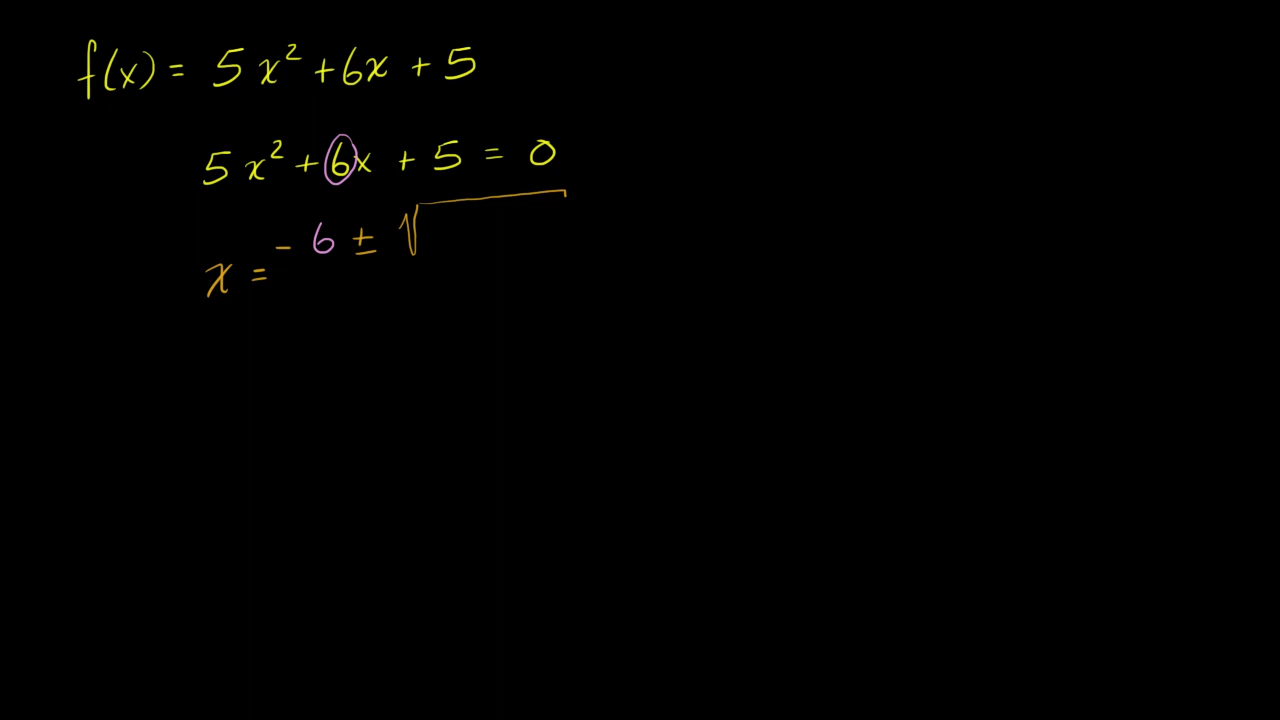 f(x) = 5x² + 6x + 5
5x² + 6x + 5 = 0
x = - 6 ± √